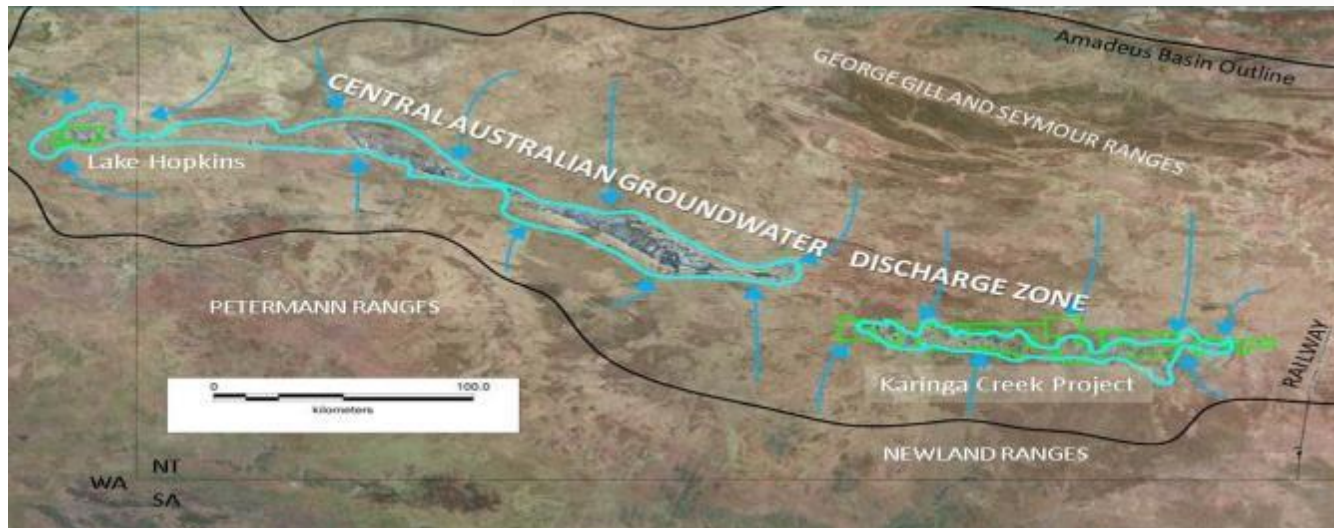 Amadeus Basin Outline
GEORGE GILL AND SEYMOUR RANGES
CENTRAL AUSTRALIAN GROUNDWATER DISCHARGE ZONE
Lake Hopkins
PETERMANN RANGES
0 100.0
kilometers
Karinga Creek Project
RAILWAY
NEWLAND RANGES
WA NT
SA